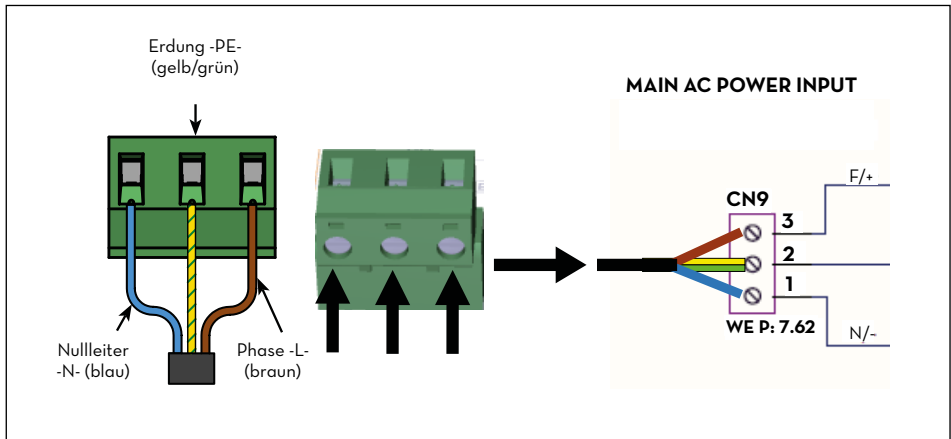 Erdung -PE-
(gelb/grün)
Nullleiter
-N- (blau)
Phase -L-
(braun)
MAIN AC POWER INPUT
F/+
CN9
3
2
1
WE P: 7.62
N/-